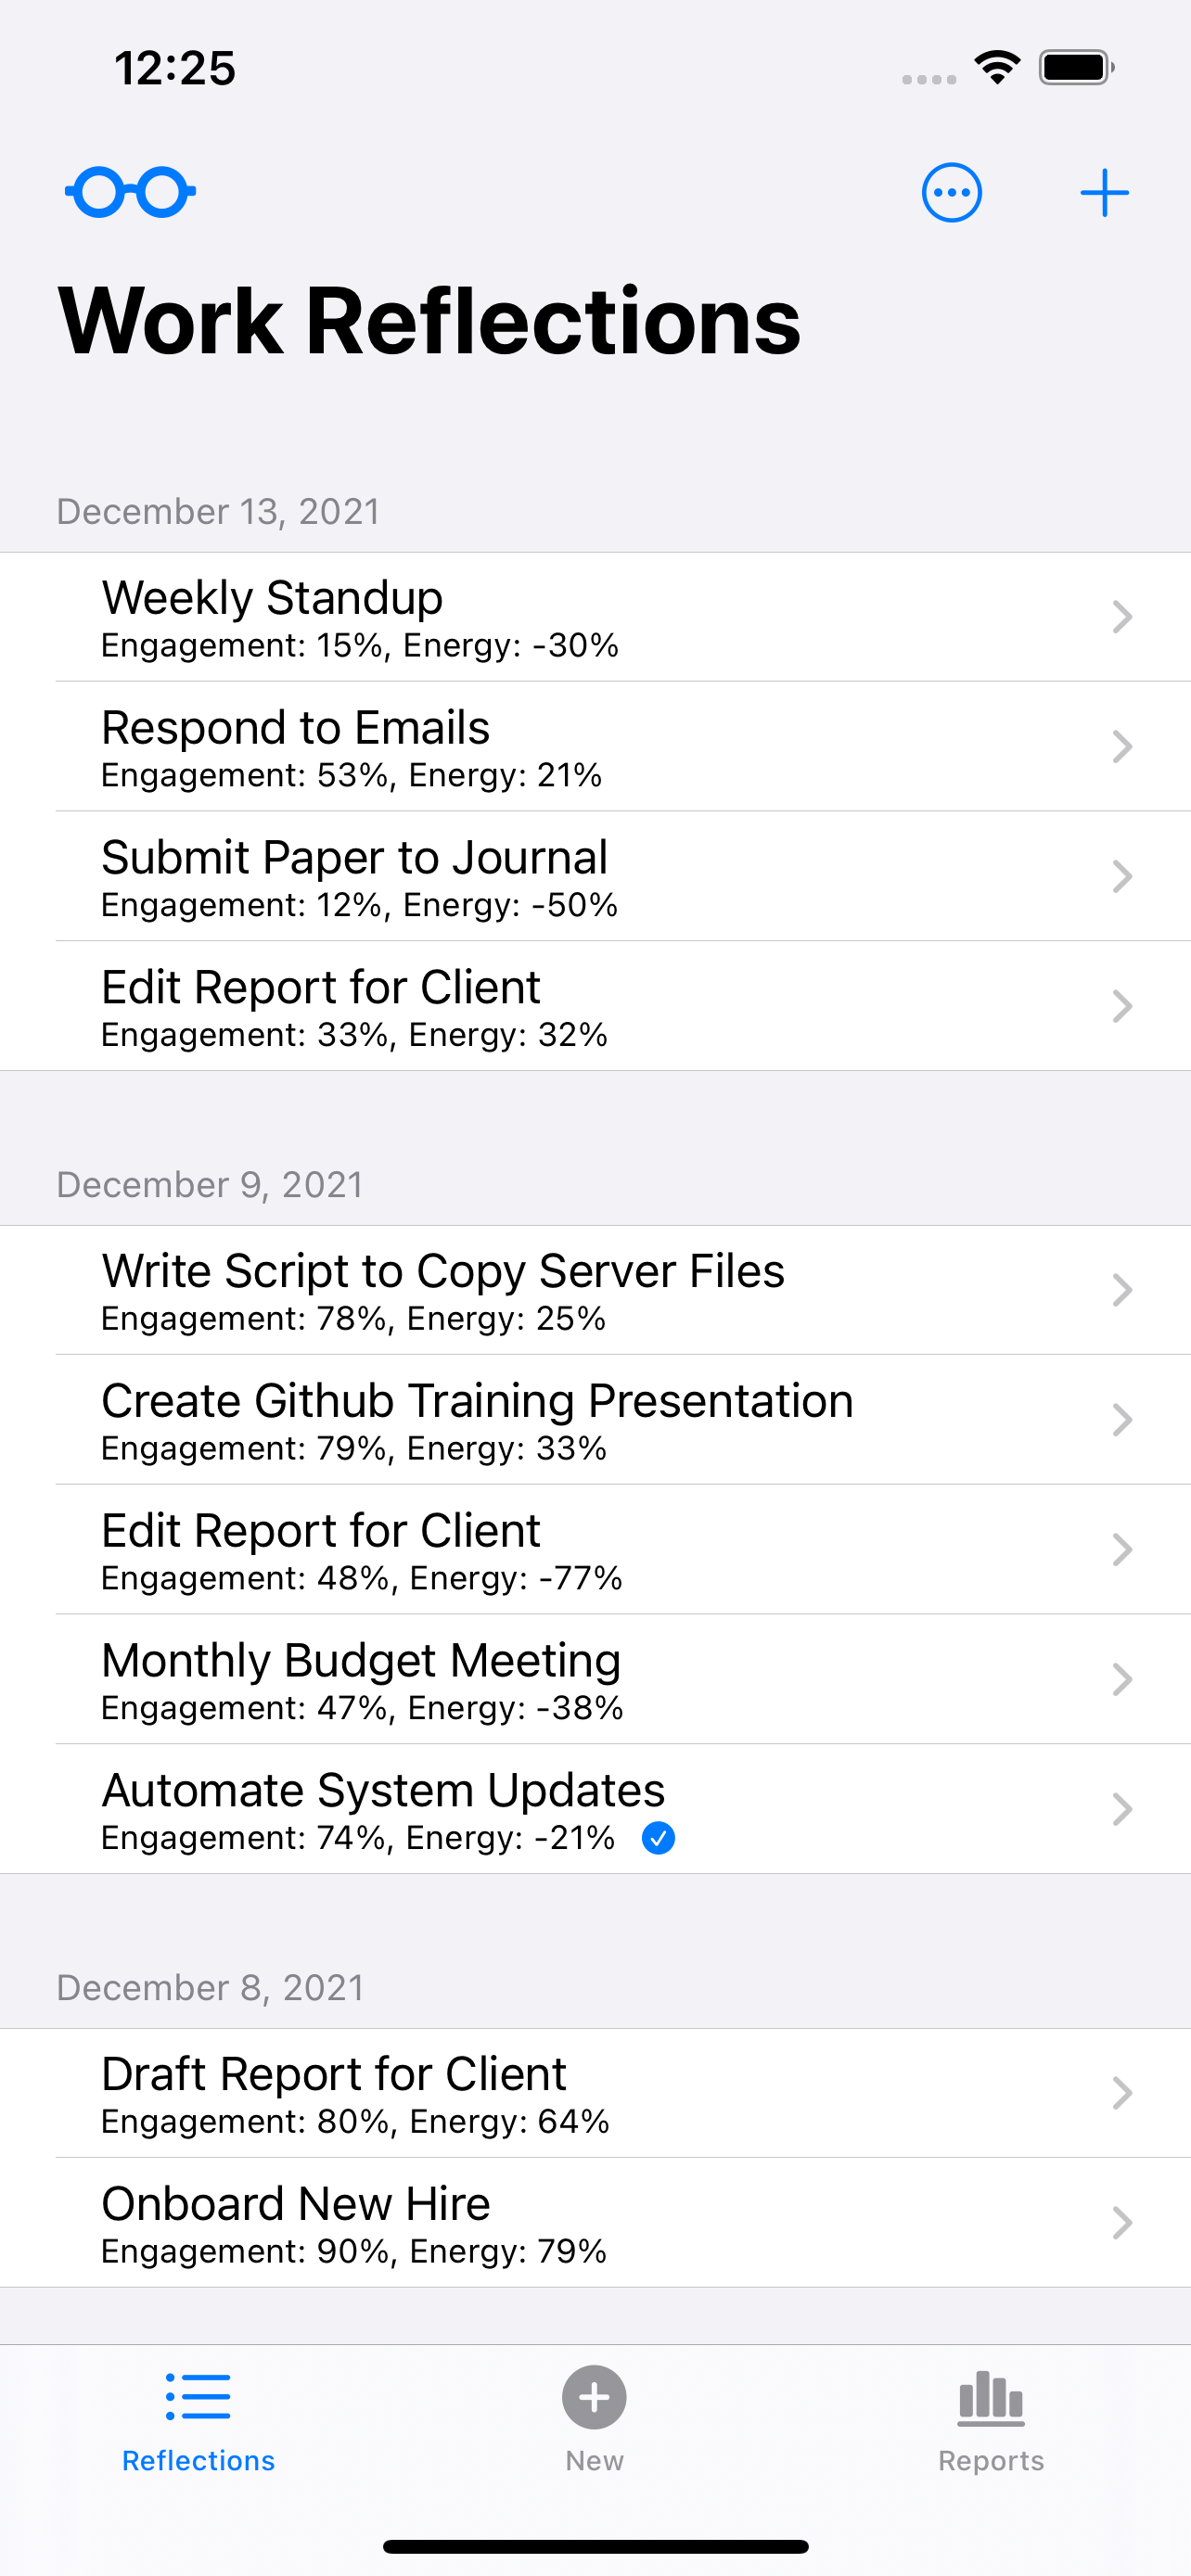 12:25
Work Reflections
December 13, 2021
Weekly Standup
Engagement: 15%, Energy: -30%
Respond to Emails
Engagement: 53%, Energy: 21%
Submit Paper to Journal
Engagement: 12%, Energy: -50%
Edit Report for Client
Engagement: 33%, Energy: 32%
December 9, 2021
Write Script to Copy Server Files
Engagement: 78%, Energy: 25%
Create Github Training Presentation
Engagement: 79%, Energy: 33%
Edit Report for Client
Engagement: 48%, Energy: -77%
Monthly Budget Meeting
Engagement: 47%, Energy: -38%
Automate System Updates
Engagement: 74%, Energy: -21%
December 8, 2021
Draft Report for Client
Engagement: 80%, Energy: 64%
Onboard New Hire
Engagement: 90%, Energy: 79%
Reflections
New
Reports